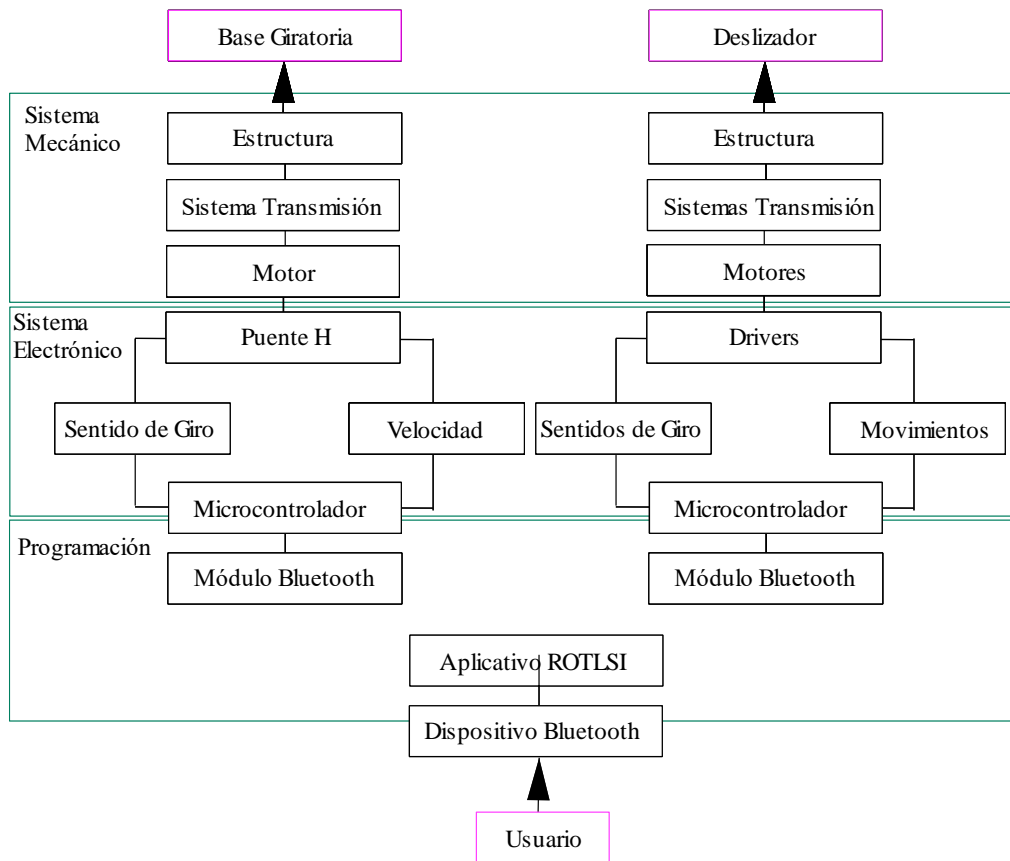 Base Giratoria
Deslizador
Sistema
Mecánico
Estructura
Estructura
Sistema Transmisión
Sistemas Transmisión
Motor
Motores
Sistema
Electrónico
Puente H
Drivers
Sentido de Giro
Velocidad
Sentidos de Giro
Movimientos
Microcontrolador
Microcontrolador
Programación
Módulo Bluetooth
Módulo Bluetooth
Aplicativo ROTLSI
Dispositivo Bluetooth
Usuario